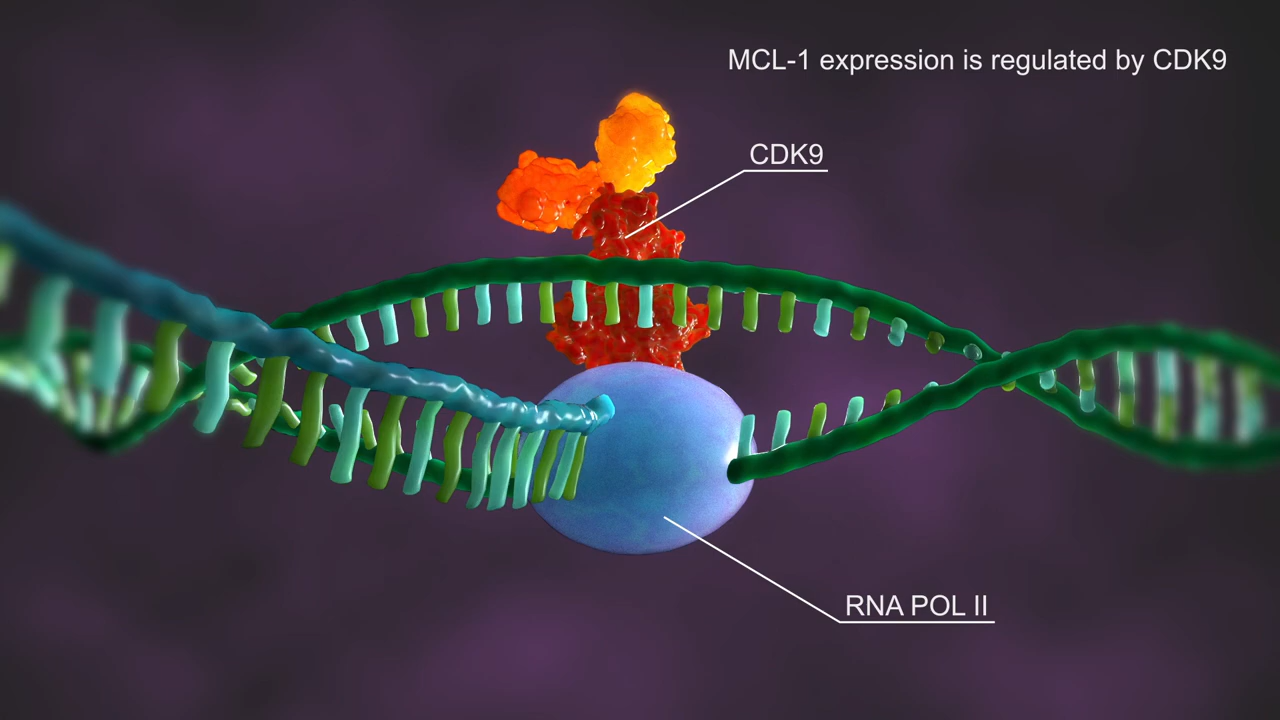 MCL-1 expression is regulated by CDK9
CDK9
RNA POL II